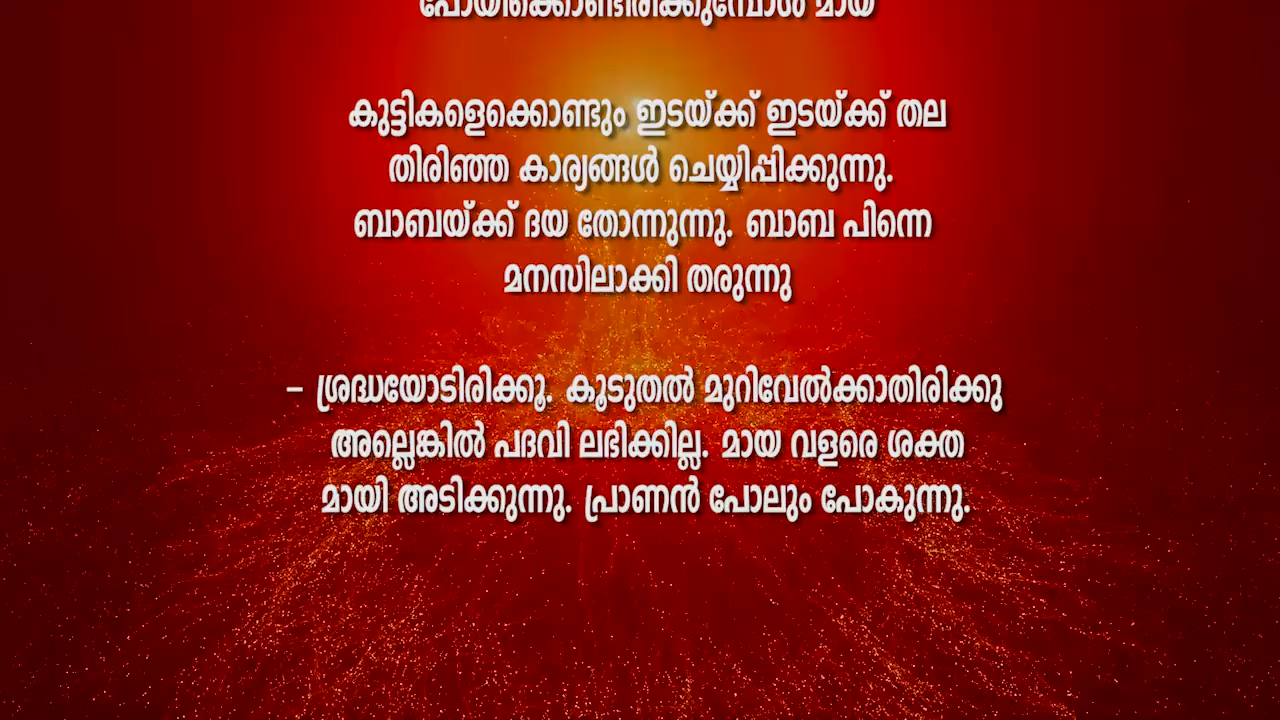 പോയിക്കൊണ്ടിരിക്കുമ്പോൾ മായ
കുട്ടികളെക്കൊണ്ടും ഇടയ്ക്ക് ഇടയ്ക്ക് തല
തിരിഞ്ഞ കാര്യങ്ങൾ ചെയ്യിപ്പിക്കുന്നു.
ബാബയ്ക്ക് ദയ തോന്നുന്നു. ബാബ പിന്നെ
മനസിലാക്കി തരുന്നു
– ശ്രദ്ധയോടിരിക്കൂ. കൂടുതൽ മുറിവേൽക്കാതിരിക്കു
അല്ലെങ്കിൽ പദവി ലഭിക്കില്ല. മായ വളരെ ശക്ത
മായി അടിക്കുന്നു. പ്രാണൻ പോലും പോകുന്നു.